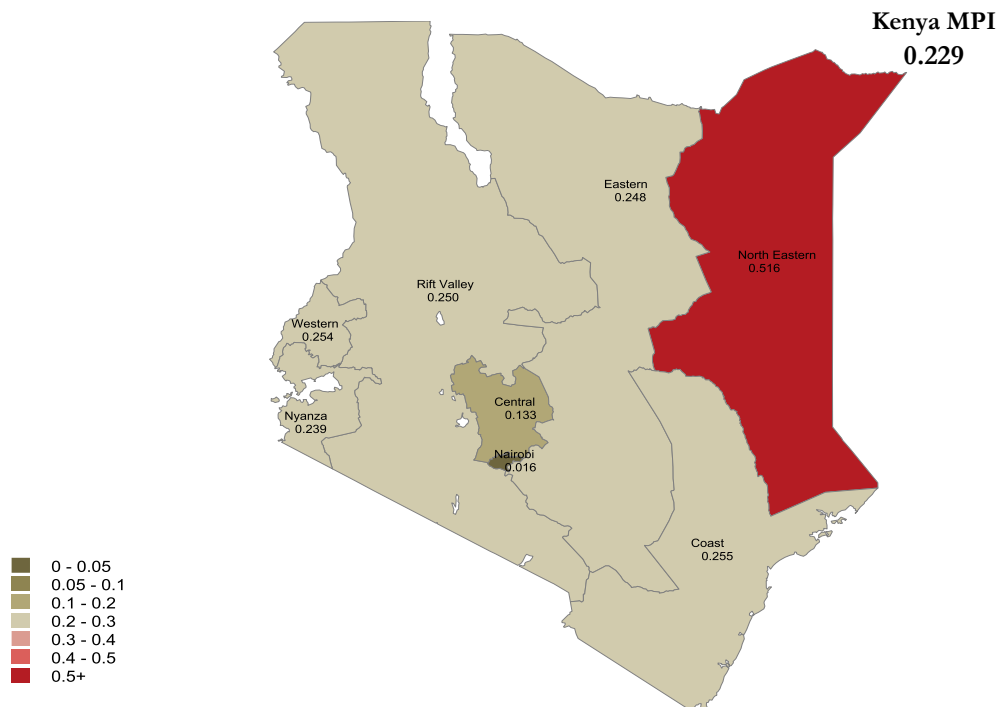 Kenya MPI
0.229
Eastern
0.248
North Eastern
0.516
Rift Valley
0.250
Western
0.254
Central
0.133
Nyanza
0.239
Nairobi
0.016
Coast
0.255
0 - 0.05
0.05 - 0.1
0.1 - 0.2
0.2 - 0.3
0.3 - 0.4
0.4 - 0.5
0.5+